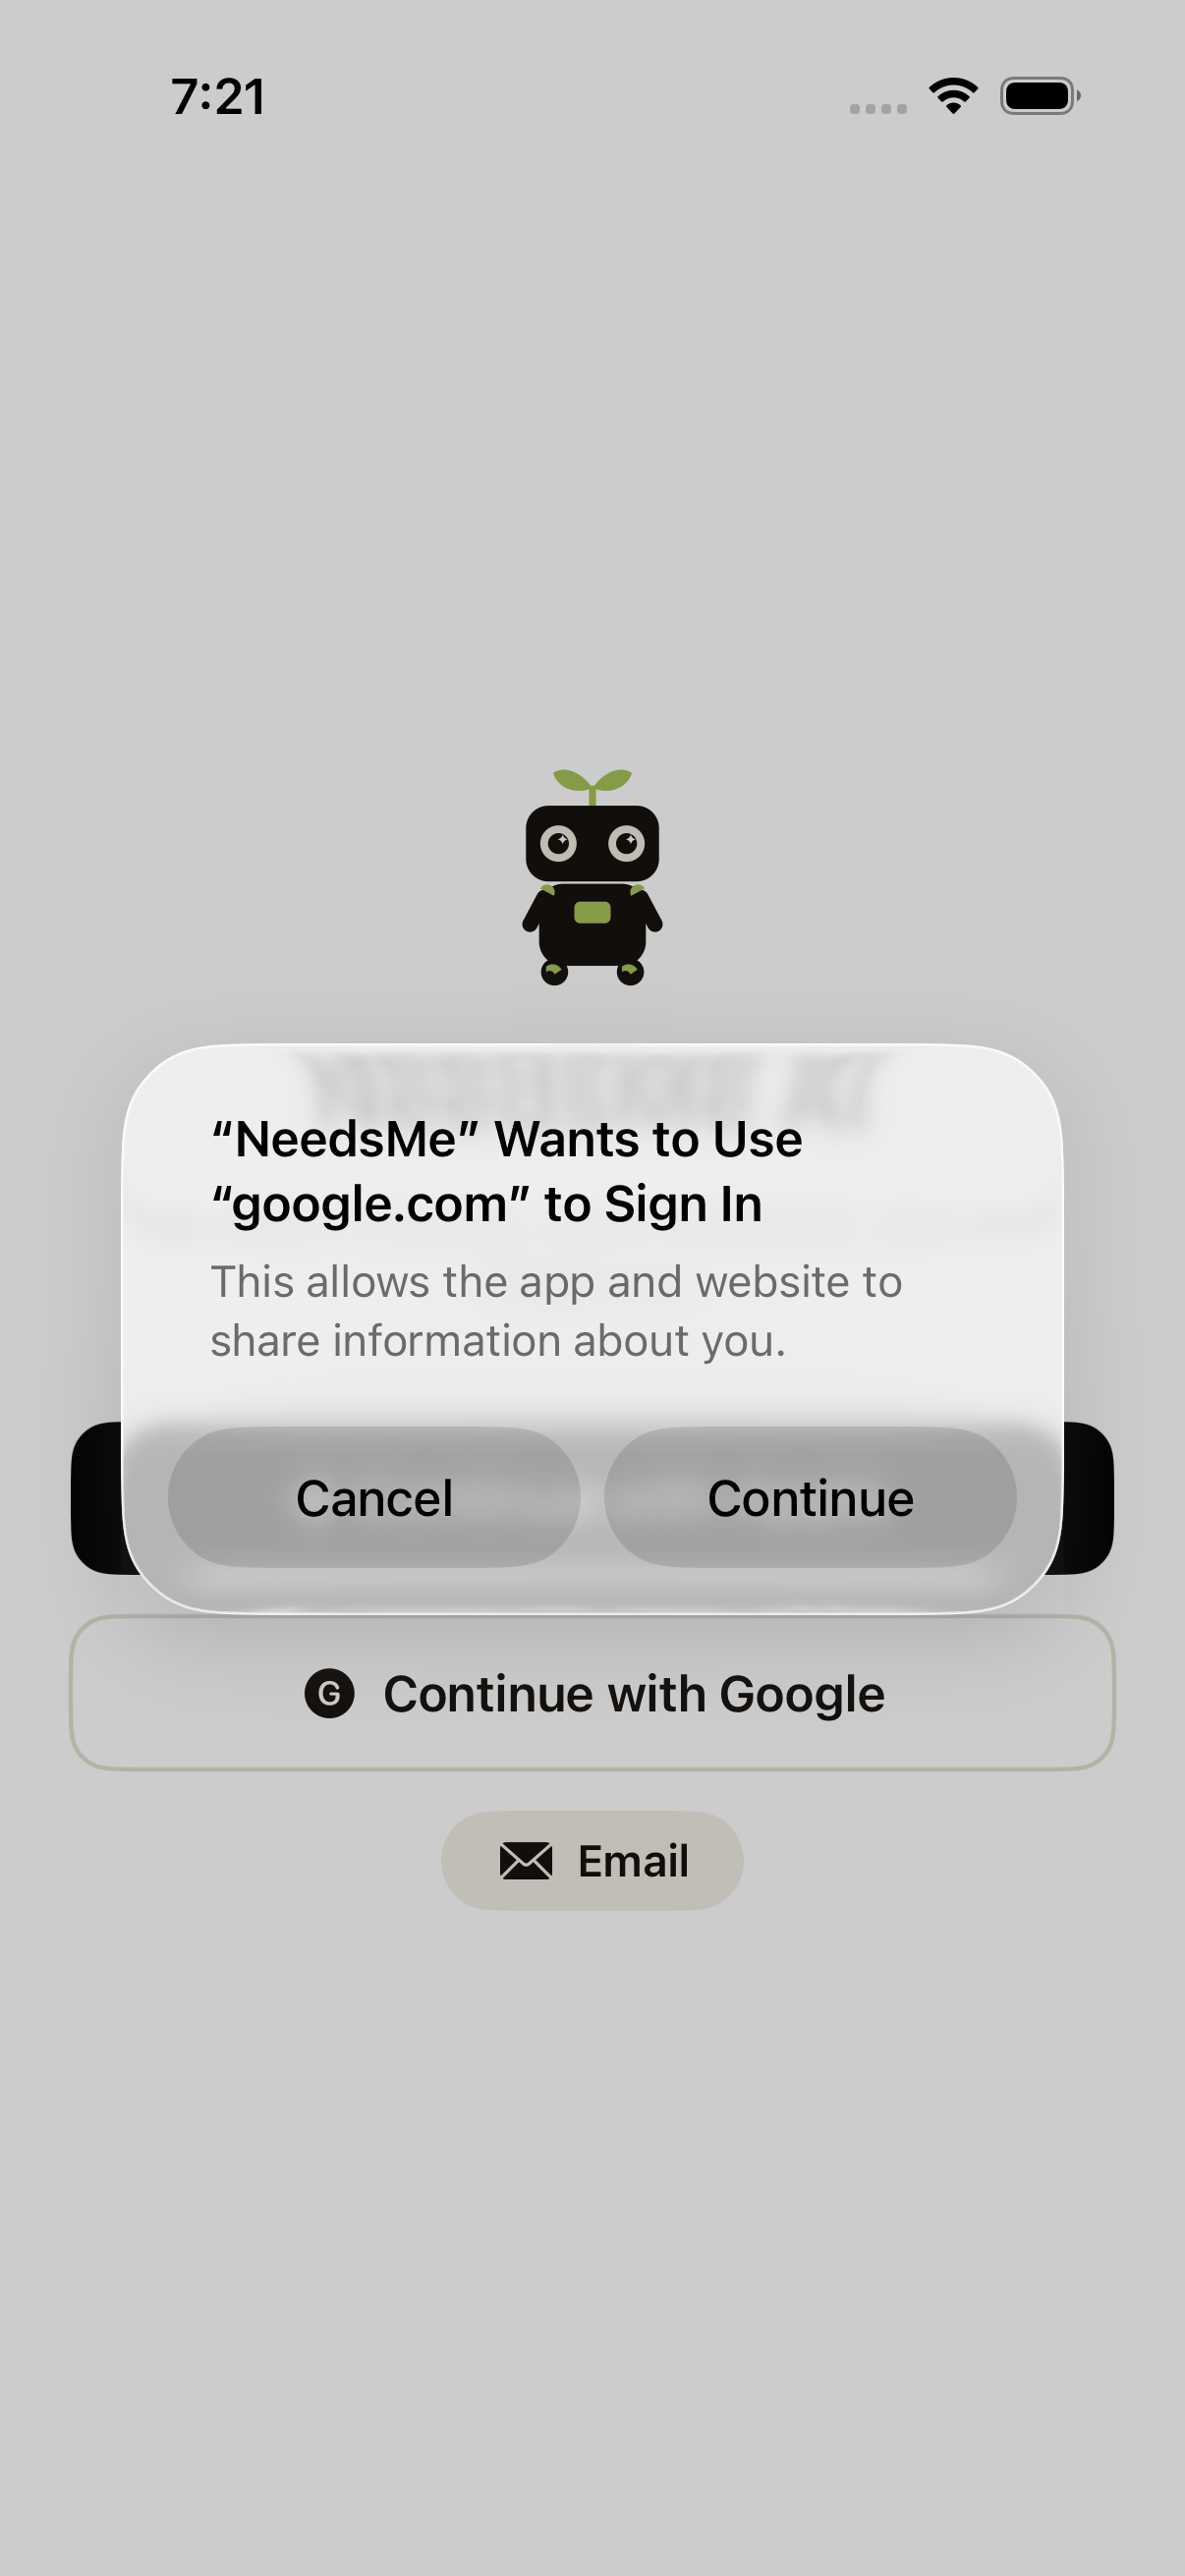 7:21
“NeedsMe” Wants to Use
“google.com” to Sign In
This allows the app and website to
share information about you.
Cancel
Continue
G Continue with Google
Email